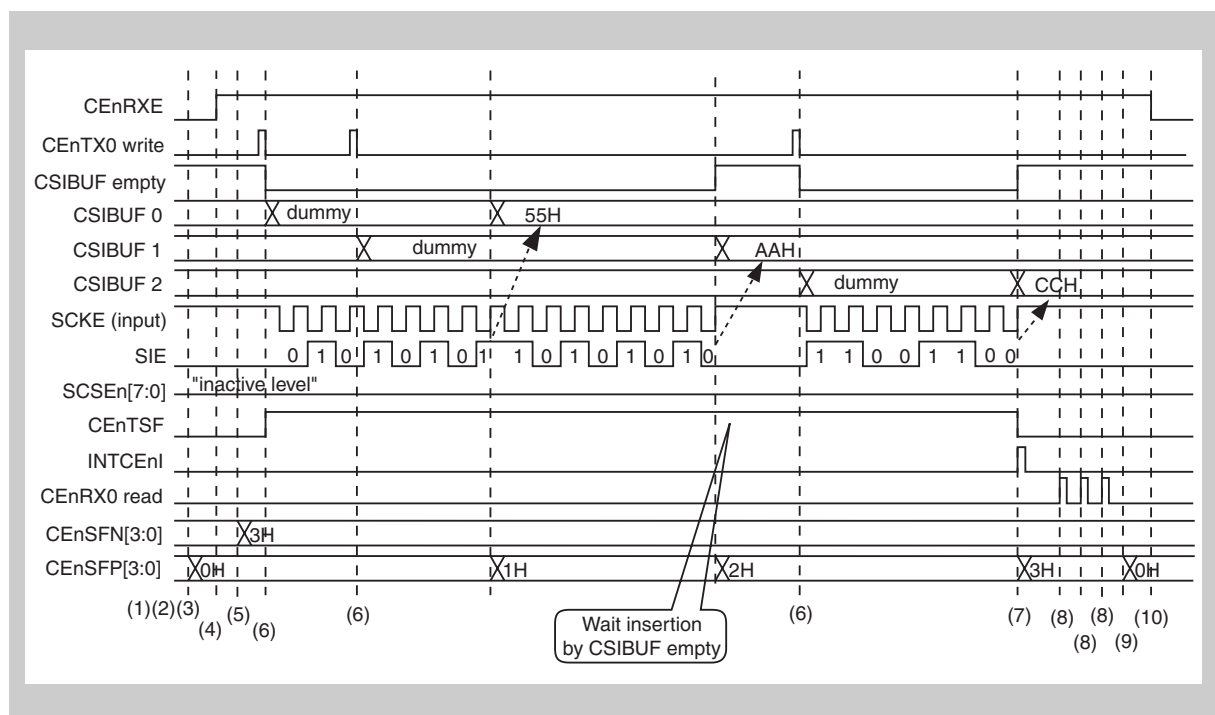 CEnRXE
CEnTX0 write
CSIBUF empty
CSIBUF 0 dummy 55H
CSIBUF 1 dummy AAH
CSIBUF 2 dummy CCH
SCKE (input)
SIE 0 1 0 1 0 1 0 1 1 0 1 0 1 0 1 0 1 1 0 0 1 1 0 0
SCSEn[7:0] "inactive level"
CEnTSF
INTCEnI
CEnRX0 read
CEnSFN[3:0] 3H
CEnSFP[3:0] 0H 1H 2H 3H 0H
(1)(2)(3) (4) (5) (6) (6) (6) (7) (8) (8) (8) (9) (10)
Wait insertion
by CSIBUF empty